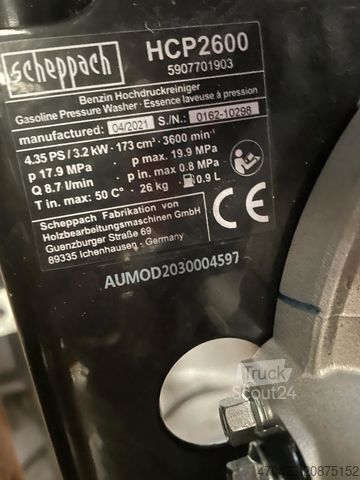 scheppach
HCP2600
5907701903
Benzin Hochdruckreiniger
Gasoline Pressure Washer - Essence laveuse à pression
manufactured: 04/2021 S./N.: 0162-10296
4.35 PS / 3.2 kW · 173 cm³ · 3600 min⁻¹
p 17.9 MPa p max. 19.9 MPa
Q 8.7 l/min p in max. 0.8 MPa
T in. max: 50 C° · 26 kg 0.9 L
Scheppach Fabrikation von
Holzbearbeitungsmaschinen GmbH
Guenzburger Straße 69
89335 Ichenhausen - Germany
CE
AUMOD2030004597
Truck
Scout24